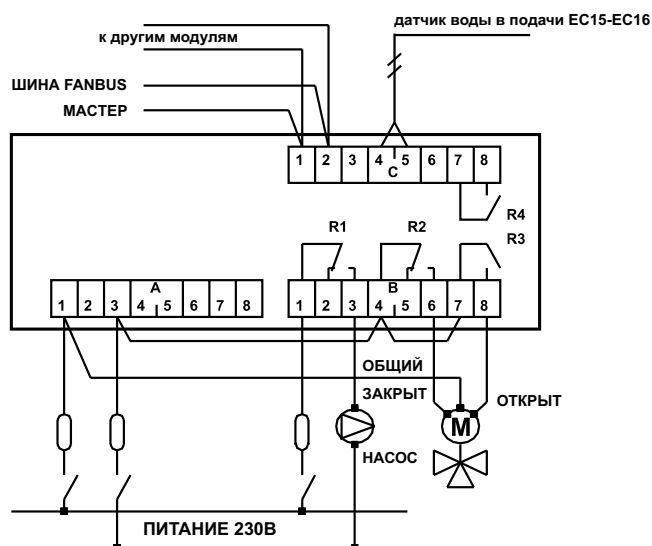 датчик воды в подачи EC15-EC16
к другим модулям
ШИНА FANBUS
МАСТЕР
1 2 3 4 5 6 7 8
C
R4
R1 R2 R3
A B
1 2 3 4 5 6 7 8 1 2 3 4 5 6 7 8
ОБЩИЙ
ЗАКРЫТ
ОТКРЫТ
M
НАСОС
ПИТАНИЕ 230В